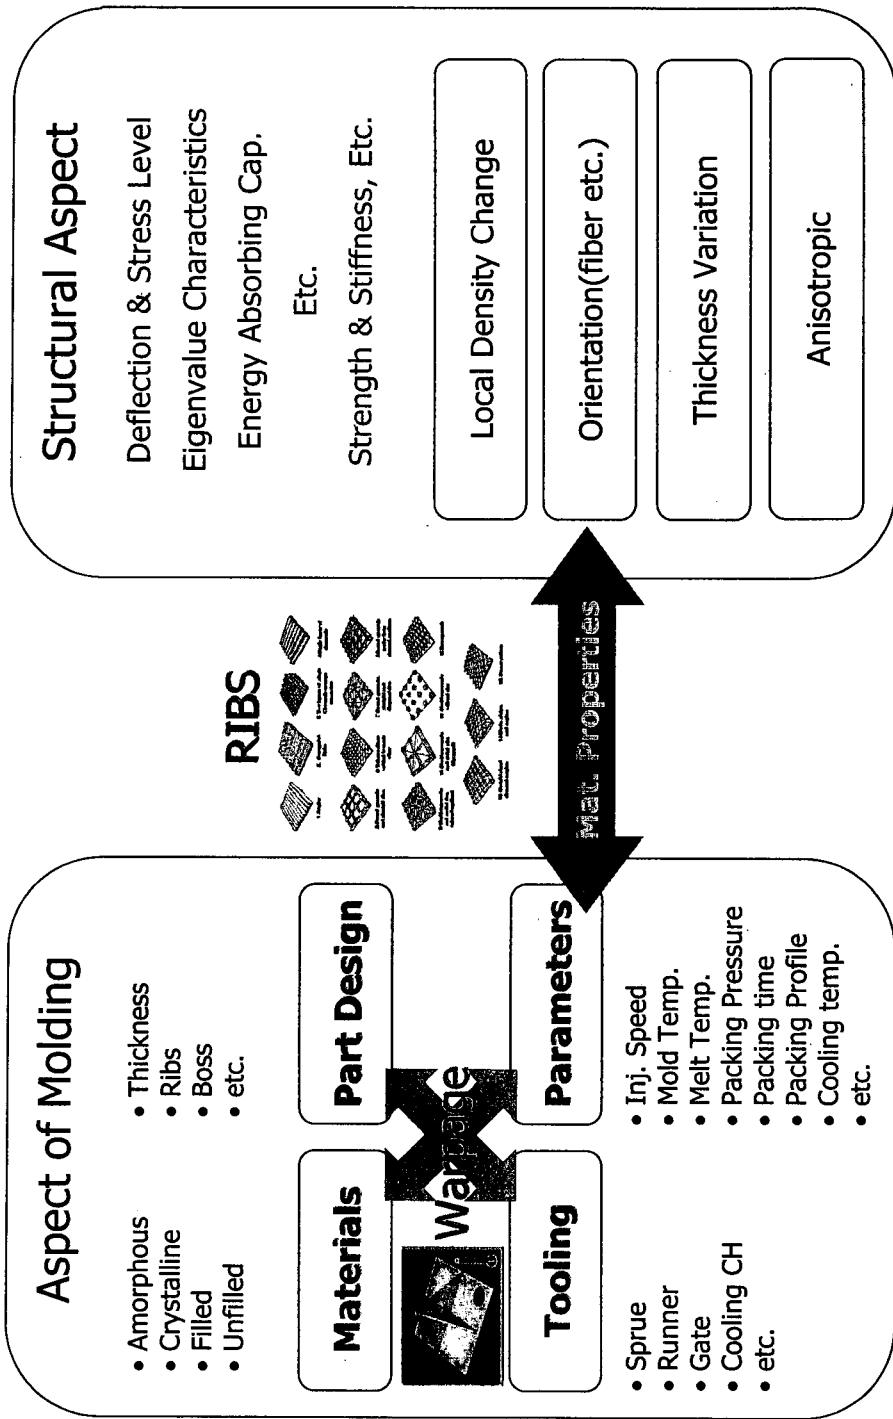 Aspect of Molding
• Amorphous
• Crystalline
• Filled
• Unfilled
• Thickness
• Ribs
• Boss
• etc.
Materials
Part Design
Warpage
Tooling
Parameters
• Sprue
• Runner
• Gate
• Cooling CH
• etc.
• Inj. Speed
• Mold Temp.
• Melt Temp.
• Packing Pressure
• Packing time
• Packing Profile
• Cooling temp.
• etc.
RIBS
Mat. Properties
Structural Aspect
Deflection & Stress Level
Eigenvalue Characteristics
Energy Absorbing Cap.
Etc.
Strength & Stiffness, Etc.
Local Density Change
Orientation(fiber etc.)
Thickness Variation
Anisotropic